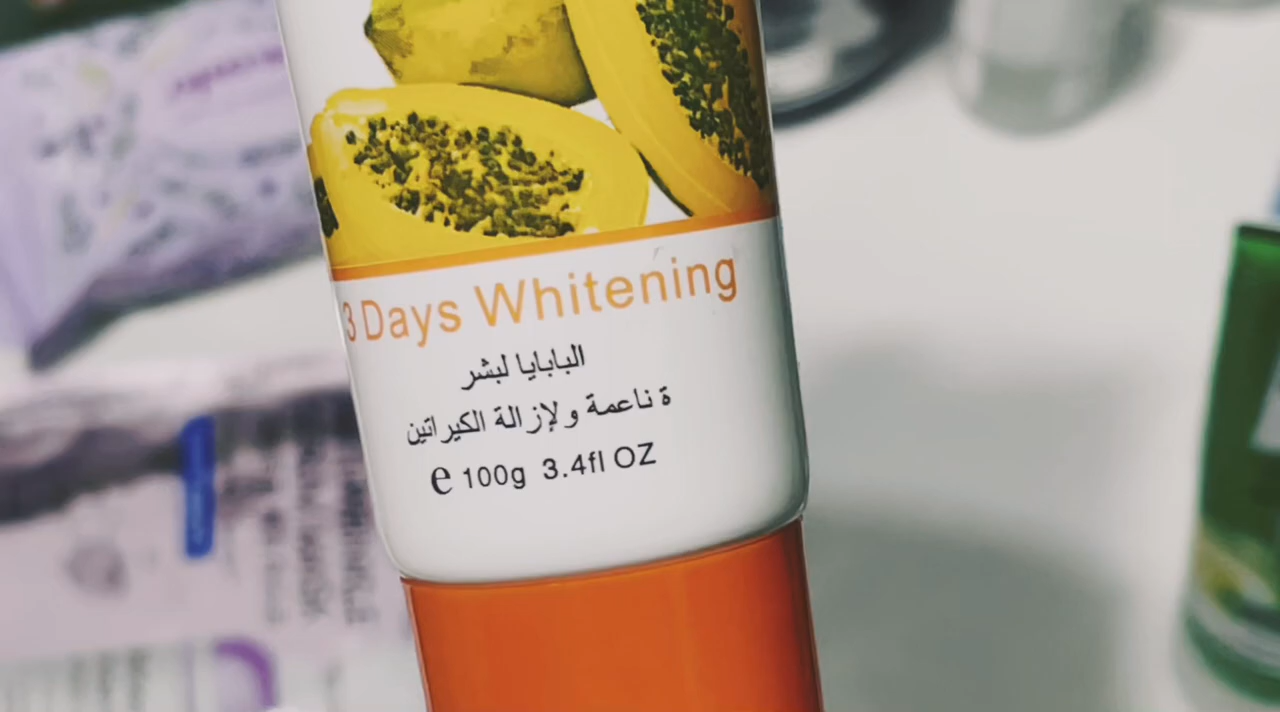 3 Days Whitening
البابايا لبشر
ة ناعمة ولإزالة الكيراتين
℮ 100g 3.4fl OZ